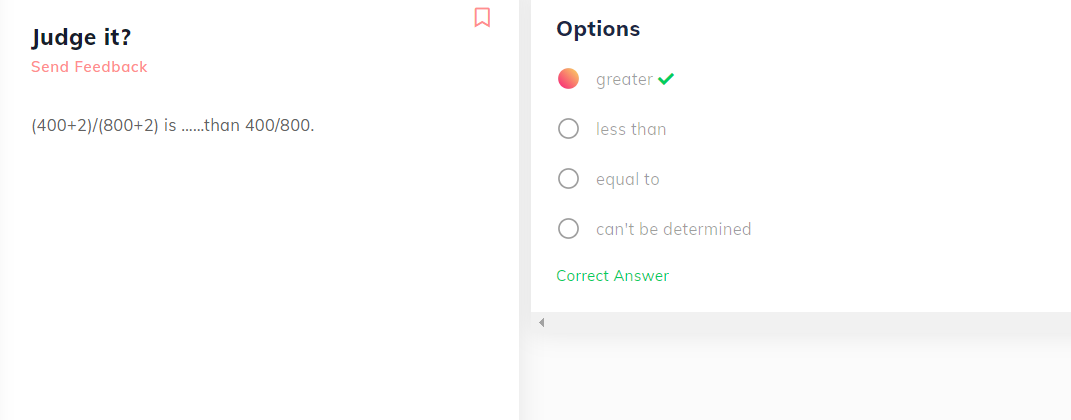 Judge it?
Send Feedback
(400+2)/(800+2) is ......than 400/800.
Options
greater
less than
equal to
can't be determined
Correct Answer